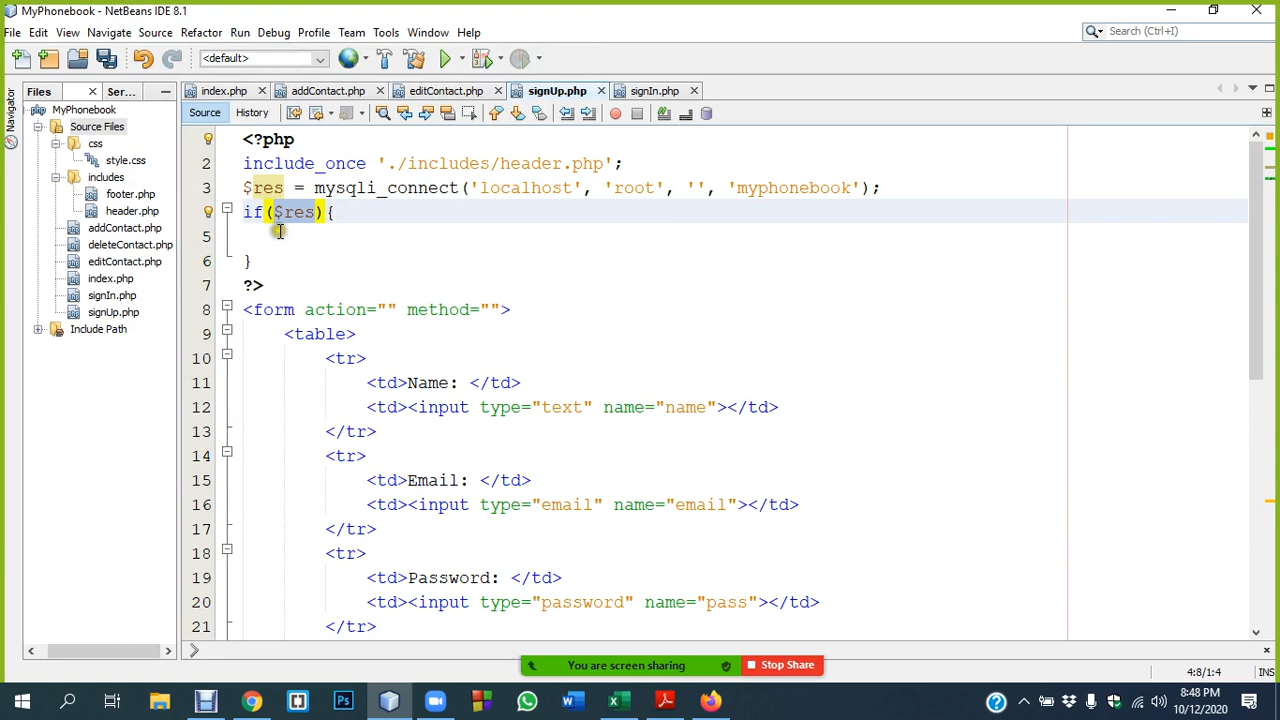 MyPhonebook - NetBeans IDE 8.1
File Edit View Navigate Source Refactor Run Debug Profile Team Tools Window Help
Search (Ctrl+I)
<default>
Files
Ser...
index.php
addContact.php
editContact.php
signUp.php
signIn.php
Navigator
Source History
MyPhonebook
Source Files
css
style.css
includes
footer.php
header.php
addContact.php
deleteContact.php
editContact.php
index.php
signIn.php
signUp.php
Include Path
<?php
2 include_once './includes/header.php';
3 $res = mysqli_connect('localhost', 'root', '', 'myphonebook');
if($res){
5
6 }
7 ?>
8 <form action="" method="">
9 <table>
10 <tr>
11 <td>Name: </td>
12 <td><input type="text" name="name"></td>
13 </tr>
14 <tr>
15 <td>Email: </td>
16 <td><input type="email" name="email"></td>
17 </tr>
18 <tr>
19 <td>Password: </td>
20 <td><input type="password" name="pass"></td>
21 </tr>
You are screen sharing
Stop Share
4:8/1:4
INS
8:48 PM
10/12/2020